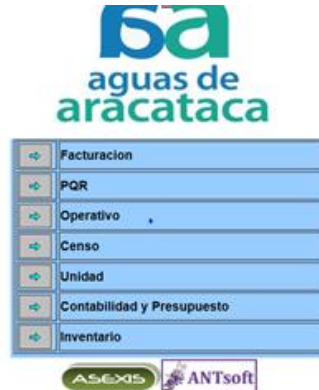 aguas de
aracataca
Facturacion
PQR
Operativo
Censo
Unidad
Contabilidad y Presupuesto
Inventario
ASEXIS ANTsoft